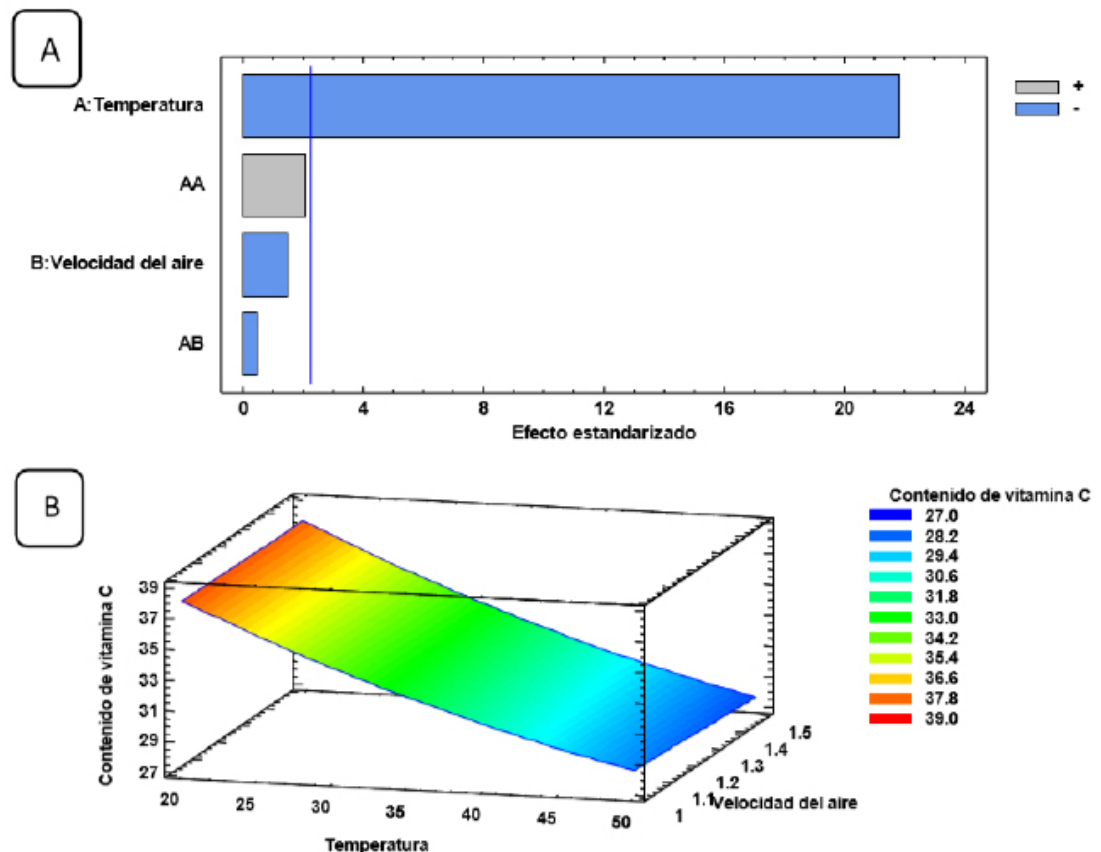 A
A:Temperatura
AA
B:Velocidad del aire
AB
+
-
0 4 8 12 16 20 24
Efecto estandarizado
B
Contenido de vitamina C
39
37
35
33
31
29
27
20 25 30 35 40 45 50
Temperatura
1 1.1 1.2 1.3 1.4 1.5
Velocidad del aire
Contenido de vitamina C
27.0
28.2
29.4
30.6
31.8
33.0
34.2
35.4
36.6
37.8
39.0